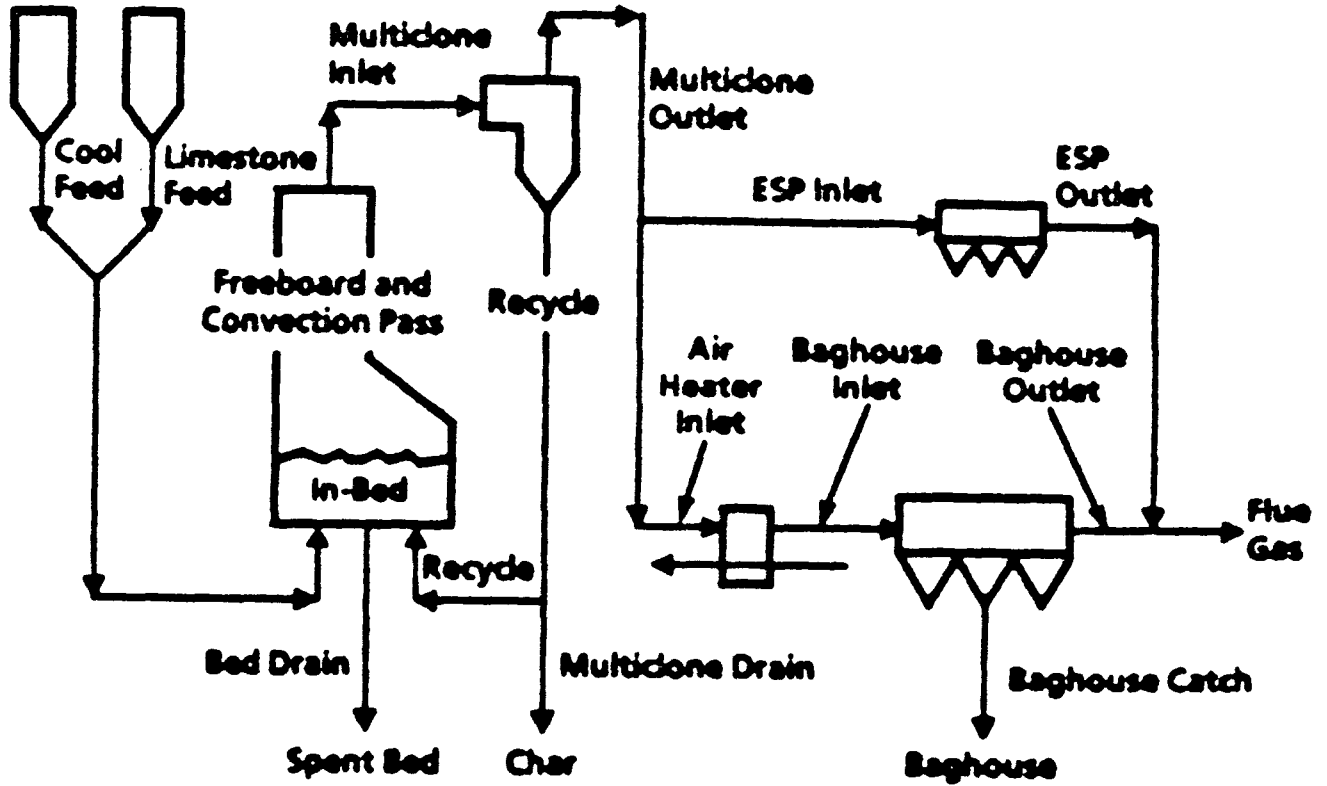 Multiclone
Inlet
Multiclone
Outlet
Cool
Feed
Limestone
Feed
ESP Inlet
ESP
Outlet
Freeboard and
Convection Pass
Recycle
Air
Heater
Inlet
Baghouse
Inlet
Baghouse
Outlet
In-Bed
Flue
Gas
Recycle
Bed Drain
Multiclone Drain
Baghouse Catch
Spent Bed
Char
Baghouse